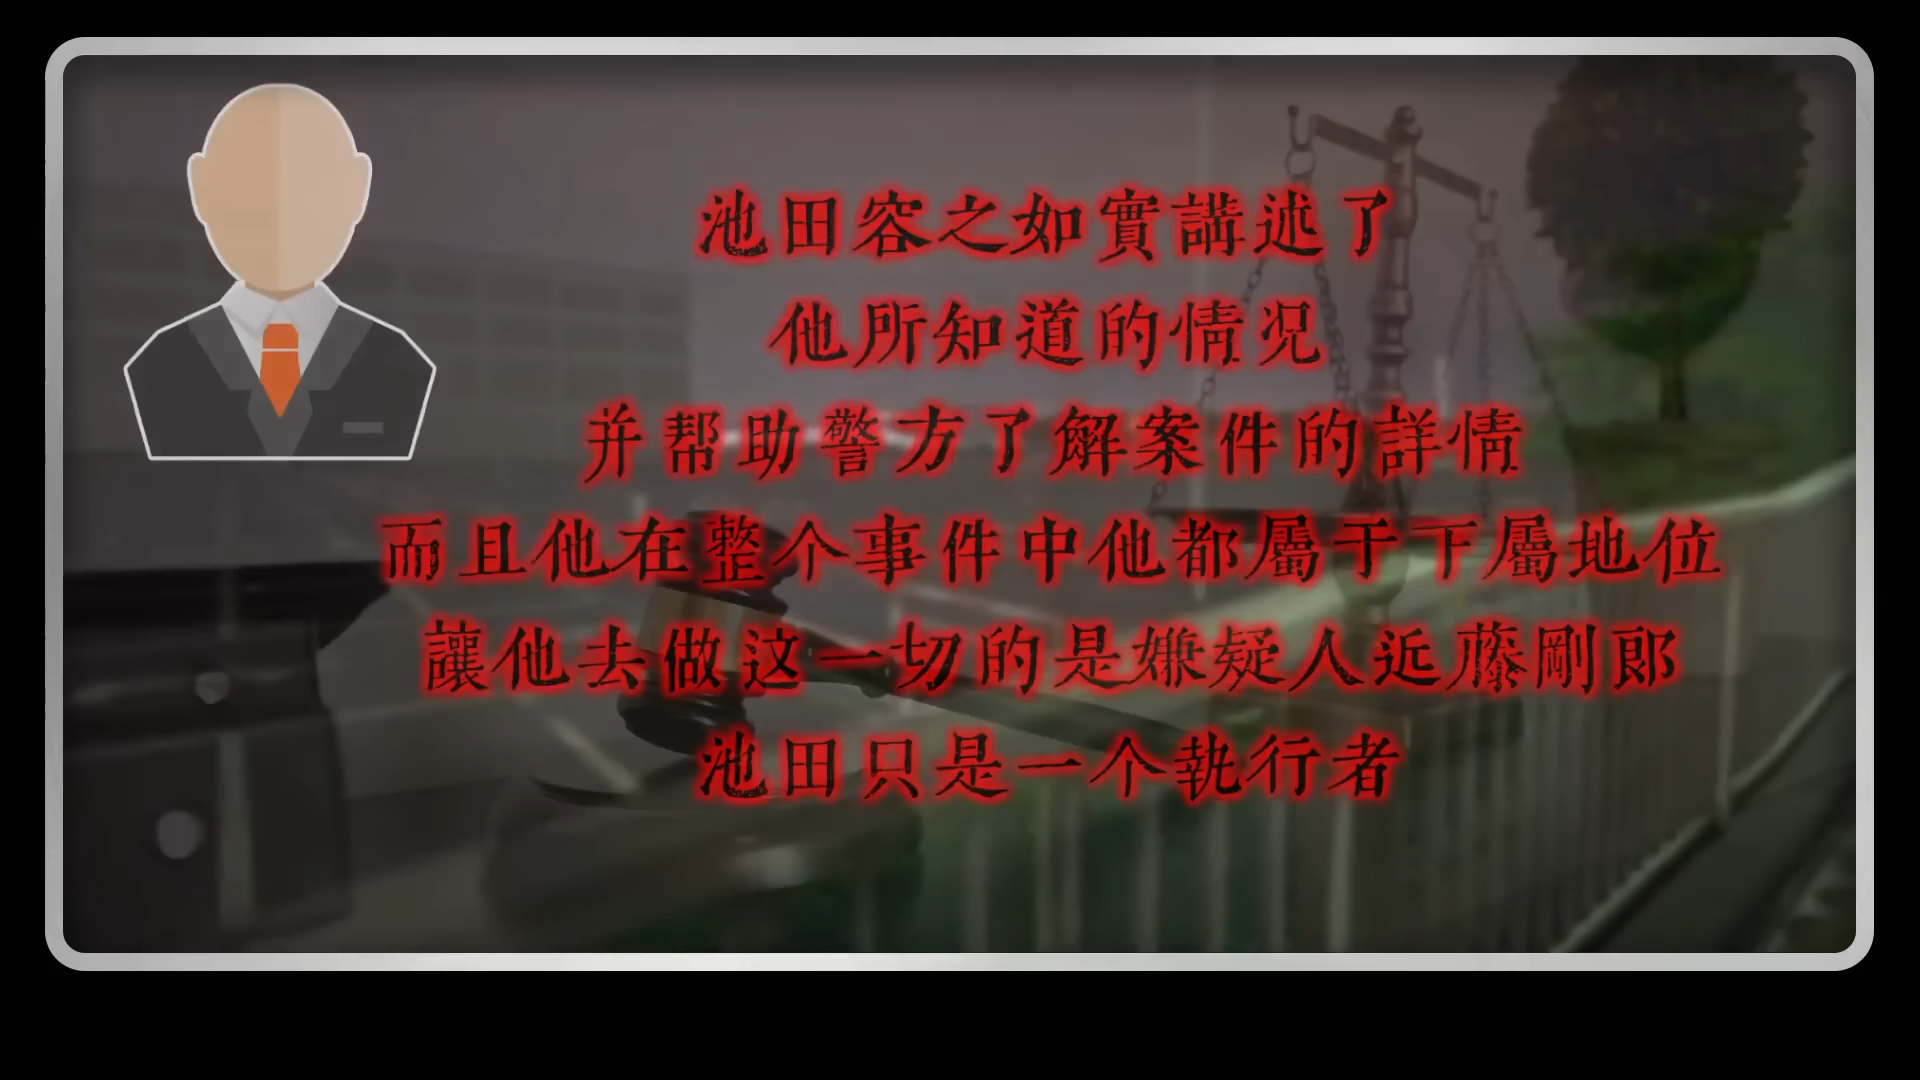 池田容之如實講述了
他所知道的情况
并帮助警方了解案件的詳情
而且他在整个事件中他都屬于下屬地位
讓他去做这一切的是嫌疑人近藤剛郎
池田只是一个執行者